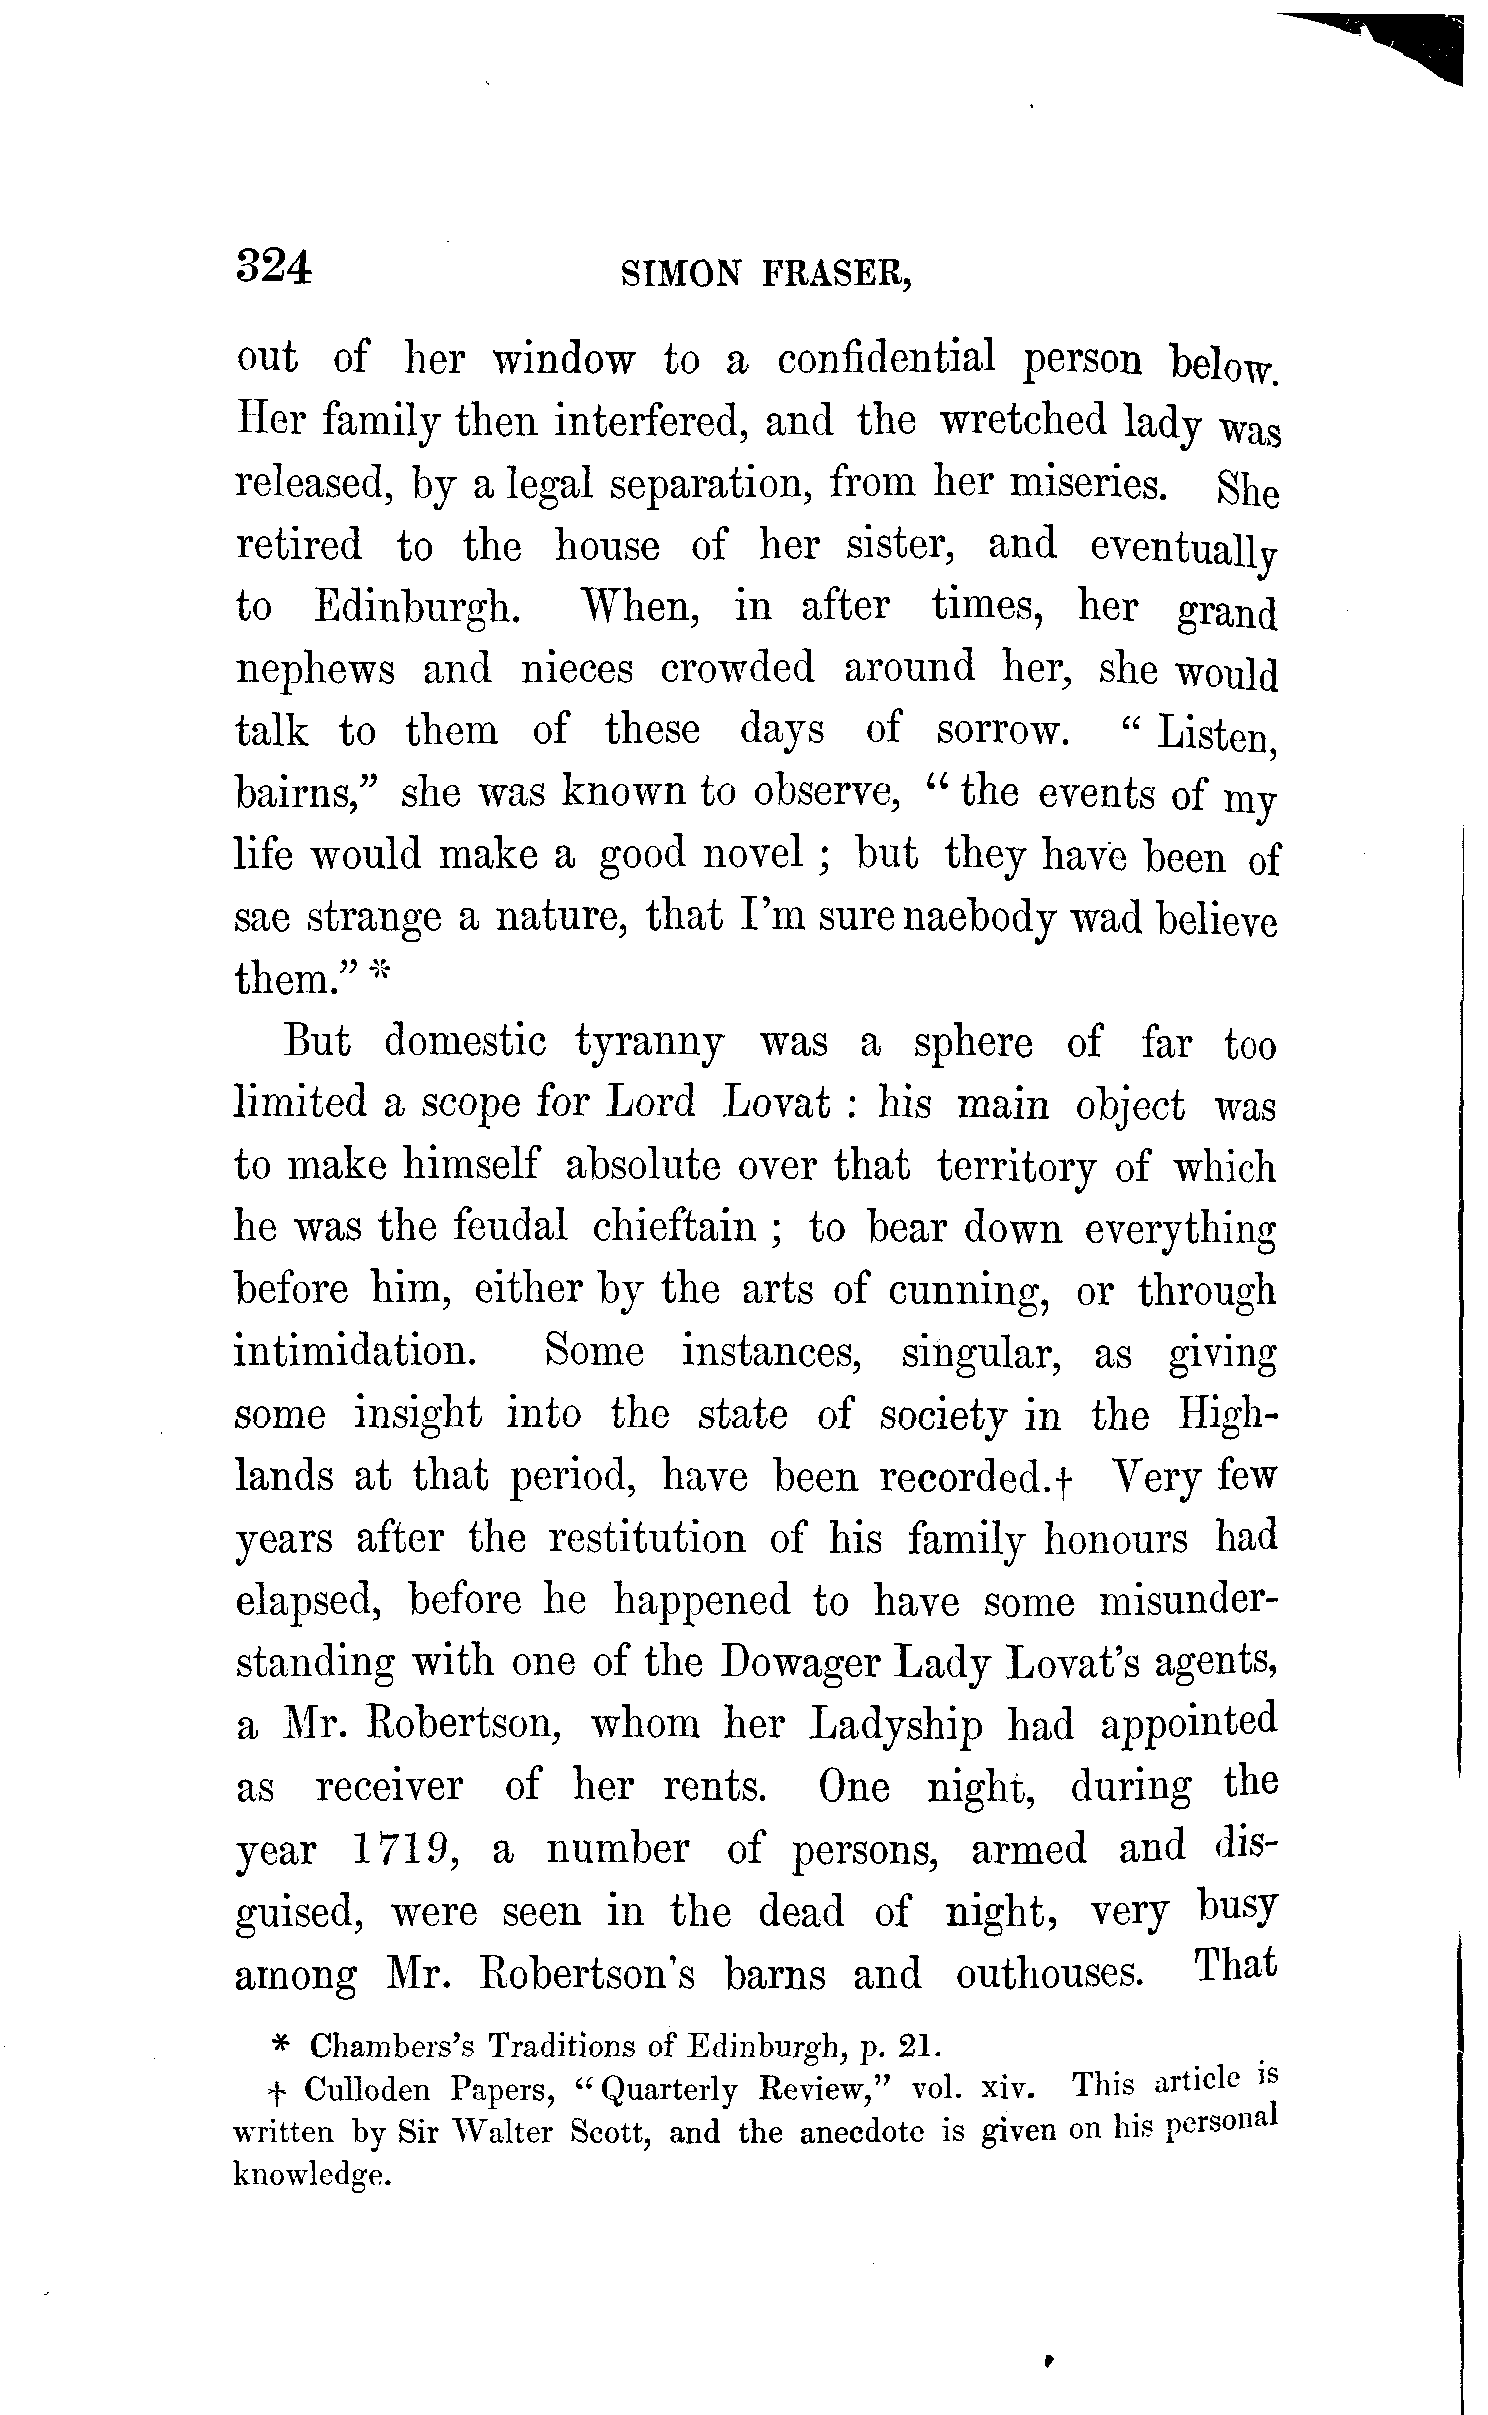 324 SIMON FRASER,
out of her window to a confidential person below.
Her family then interfered, and the wretched lady was
released, by a legal separation, from her miseries. She
retired to the house of her sister, and eventually
to Edinburgh. When, in after times, her grand
nephews and nieces crowded around her, she would
talk to them of these days of sorrow. “ Listen,
bairns,” she was known to observe, “ the events of my
life would make a good novel ; but they have been of
sae strange a nature, that I’m sure naebody wad believe
them.” *
But domestic tyranny was a sphere of far too
limited a scope for Lord Lovat : his main object was
to make himself absolute over that territory of which
he was the feudal chieftain ; to bear down everything
before him, either by the arts of cunning, or through
intimidation. Some instances, singular, as giving
some insight into the state of society in the High-
lands at that period, have been recorded.† Very few
years after the restitution of his family honours had
elapsed, before he happened to have some misunder-
standing with one of the Dowager Lady Lovat’s agents,
a Mr. Robertson, whom her Ladyship had appointed
as receiver of her rents. One night, during the
year 1719, a number of persons, armed and dis-
guised, were seen in the dead of night, very busy
among Mr. Robertson’s barns and outhouses. That
* Chambers’s Traditions of Edinburgh, p. 21.
† Culloden Papers, “ Quarterly Review,” vol. xiv. This article is
written by Sir Walter Scott, and the anecdote is given on his personal
knowledge.